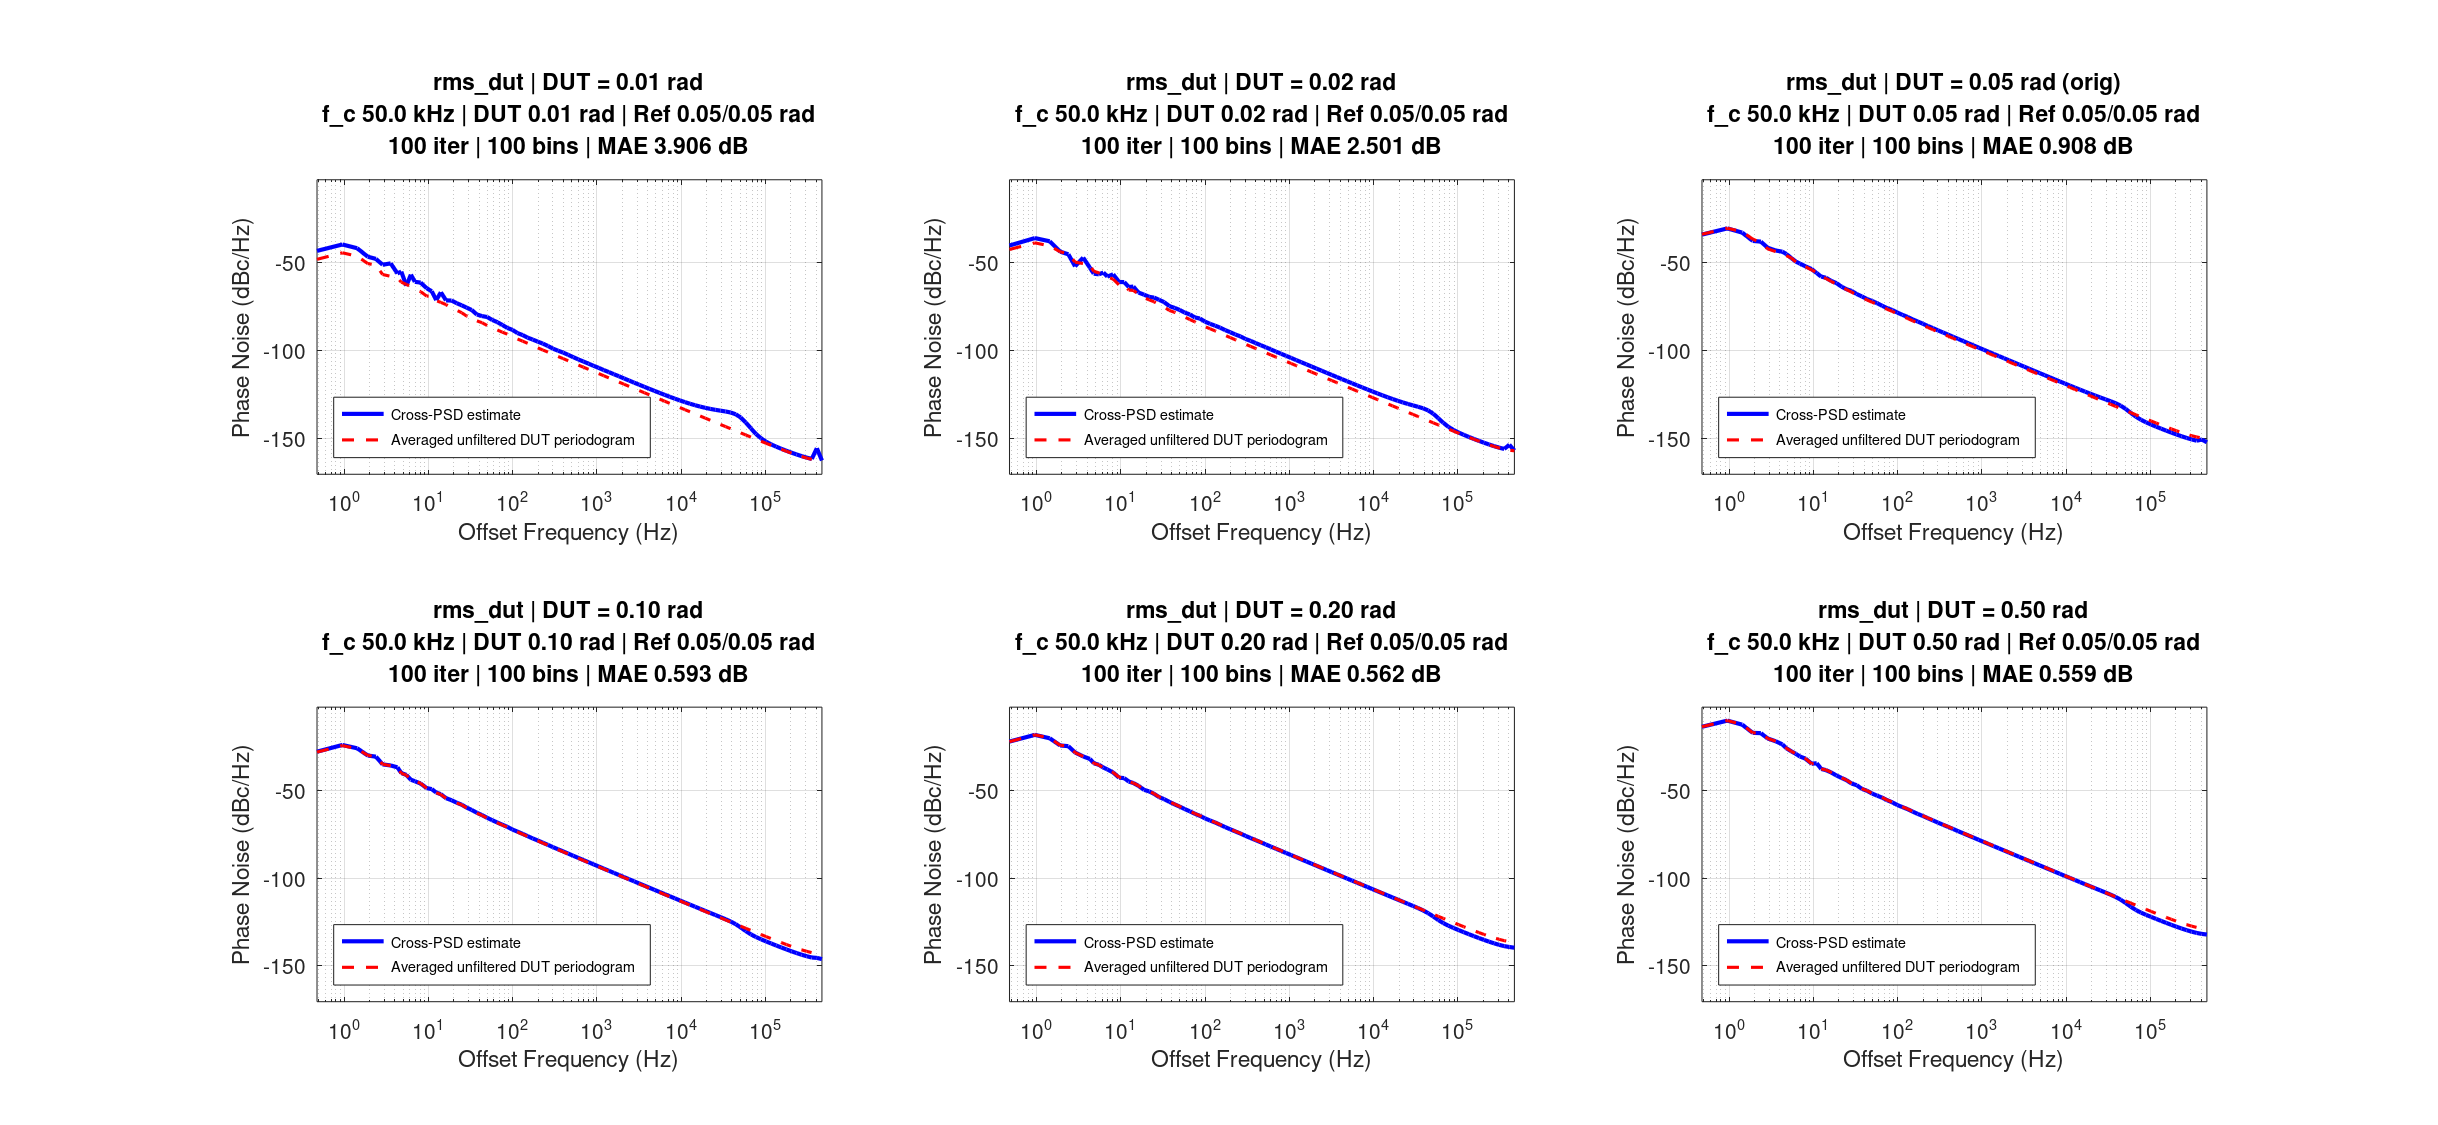 rms_dut | DUT = 0.01 rad
f_c 50.0 kHz | DUT 0.01 rad | Ref 0.05/0.05 rad
100 iter | 100 bins | MAE 3.906 dB
Phase Noise (dBc/Hz)
-50
-100
-150
Cross-PSD estimate
Averaged unfiltered DUT periodogram
10^0 10^1 10^2 10^3 10^4 10^5
Offset Frequency (Hz)
rms_dut | DUT = 0.02 rad
f_c 50.0 kHz | DUT 0.02 rad | Ref 0.05/0.05 rad
100 iter | 100 bins | MAE 2.501 dB
Phase Noise (dBc/Hz)
-50
-100
-150
Cross-PSD estimate
Averaged unfiltered DUT periodogram
10^0 10^1 10^2 10^3 10^4 10^5
Offset Frequency (Hz)
rms_dut | DUT = 0.05 rad (orig)
f_c 50.0 kHz | DUT 0.05 rad | Ref 0.05/0.05 rad
100 iter | 100 bins | MAE 0.908 dB
Phase Noise (dBc/Hz)
-50
-100
-150
Cross-PSD estimate
Averaged unfiltered DUT periodogram
10^0 10^1 10^2 10^3 10^4 10^5
Offset Frequency (Hz)
rms_dut | DUT = 0.10 rad
f_c 50.0 kHz | DUT 0.10 rad | Ref 0.05/0.05 rad
100 iter | 100 bins | MAE 0.593 dB
Phase Noise (dBc/Hz)
-50
-100
-150
Cross-PSD estimate
Averaged unfiltered DUT periodogram
10^0 10^1 10^2 10^3 10^4 10^5
Offset Frequency (Hz)
rms_dut | DUT = 0.20 rad
f_c 50.0 kHz | DUT 0.20 rad | Ref 0.05/0.05 rad
100 iter | 100 bins | MAE 0.562 dB
Phase Noise (dBc/Hz)
-50
-100
-150
Cross-PSD estimate
Averaged unfiltered DUT periodogram
10^0 10^1 10^2 10^3 10^4 10^5
Offset Frequency (Hz)
rms_dut | DUT = 0.50 rad
f_c 50.0 kHz | DUT 0.50 rad | Ref 0.05/0.05 rad
100 iter | 100 bins | MAE 0.559 dB
Phase Noise (dBc/Hz)
-50
-100
-150
Cross-PSD estimate
Averaged unfiltered DUT periodogram
10^0 10^1 10^2 10^3 10^4 10^5
Offset Frequency (Hz)